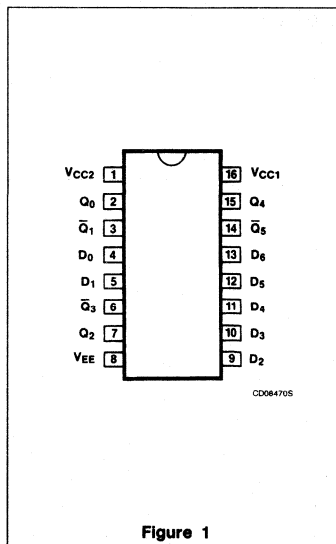 VCC2 1 16 VCC1
Q0 2 15 Q4
Q̅1 3 14 Q̅5
D0 4 13 D6
D1 5 12 D5
Q̅3 6 11 D4
Q2 7 10 D3
VEE 8 9 D2
CD08470S
Figure 1